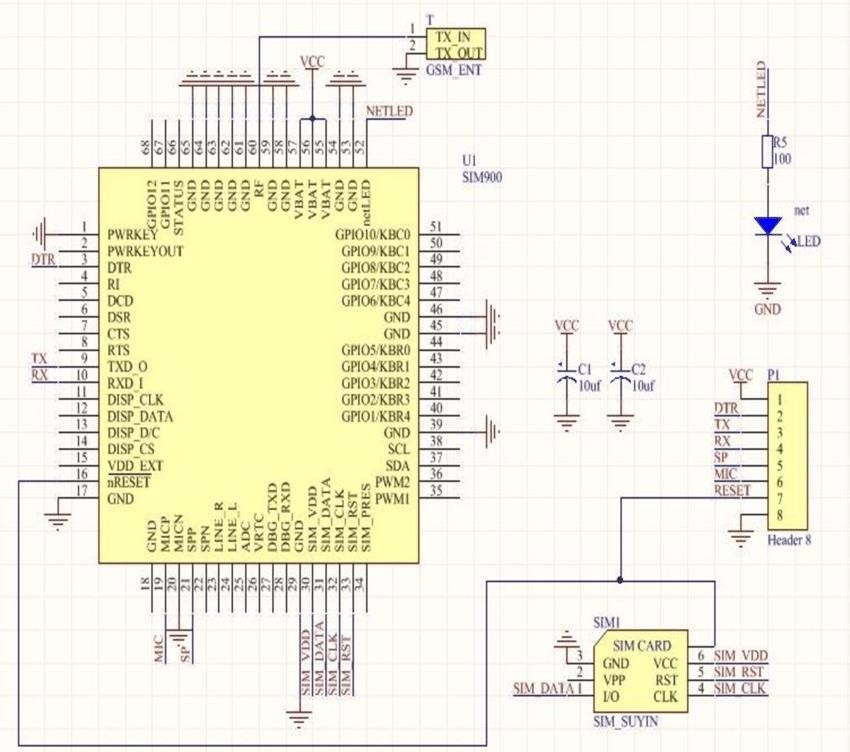 T
1 TX_IN
2 TX_OUT
GSM_ENT
VCC
NETLED
68 67 66 65 64 63 62 61 60 59 58 57 56 55 54 53 52
U1
SIM900
GPIO12 GPIO11 STATUS GND GND GND GND GND RF GND GND VBAT VBAT VBAT GND GND netLED
1 PWRKEY
2 PWRKEYOUT
DTR 3 DTR
4 RI
5 DCD
6 DSR
7 CTS
8 RTS
TX 9 TXD_O
RX 10 RXD_I
11 DISP_CLK
12 DISP_DATA
13 DISP_D/C
14 DISP_CS
15 VDD_EXT
16 nRESET
17 GND
GPIO10/KBC0 51
GPIO9/KBC1 50
GPIO8/KBC2 49
GPIO7/KBC3 48
GPIO6/KBC4 47
GND 46
GND 45
GPIO5/KBR0 44
GPIO4/KBR1 43
GPIO3/KBR2 42
GPIO2/KBR3 41
GPIO1/KBR4 40
GND 39
SCL 38
SDA 37
PWM2 36
PWM1 35
GND MICP MICN SPP SPN LINE_R LINE_L ADC VRTC DBG_TXD DBG_RXD GND SIM_VDD SIM_DATA SIM_CLK SIM_RST SIM_PRES
18 19 20 21 22 23 24 25 26 27 28 29 30 31 32 33 34
MIC SP SIM_VDD SIM_DATA SIM_CLK SIM_RST
NETLED
R5
100
net
LED
GND
VCC VCC
C1 C2
10uf 10uf
VCC P1
1
DTR 2
TX 3
RX 4
SP 5
MIC 6
RESET 7
8
Header 8
SIM1
SIM CARD
3 GND VCC 6 SIM_VDD
2 VPP RST 5 SIM_RST
SIM_DATA 1 I/O CLK 4 SIM_CLK
SIM_SUYIN